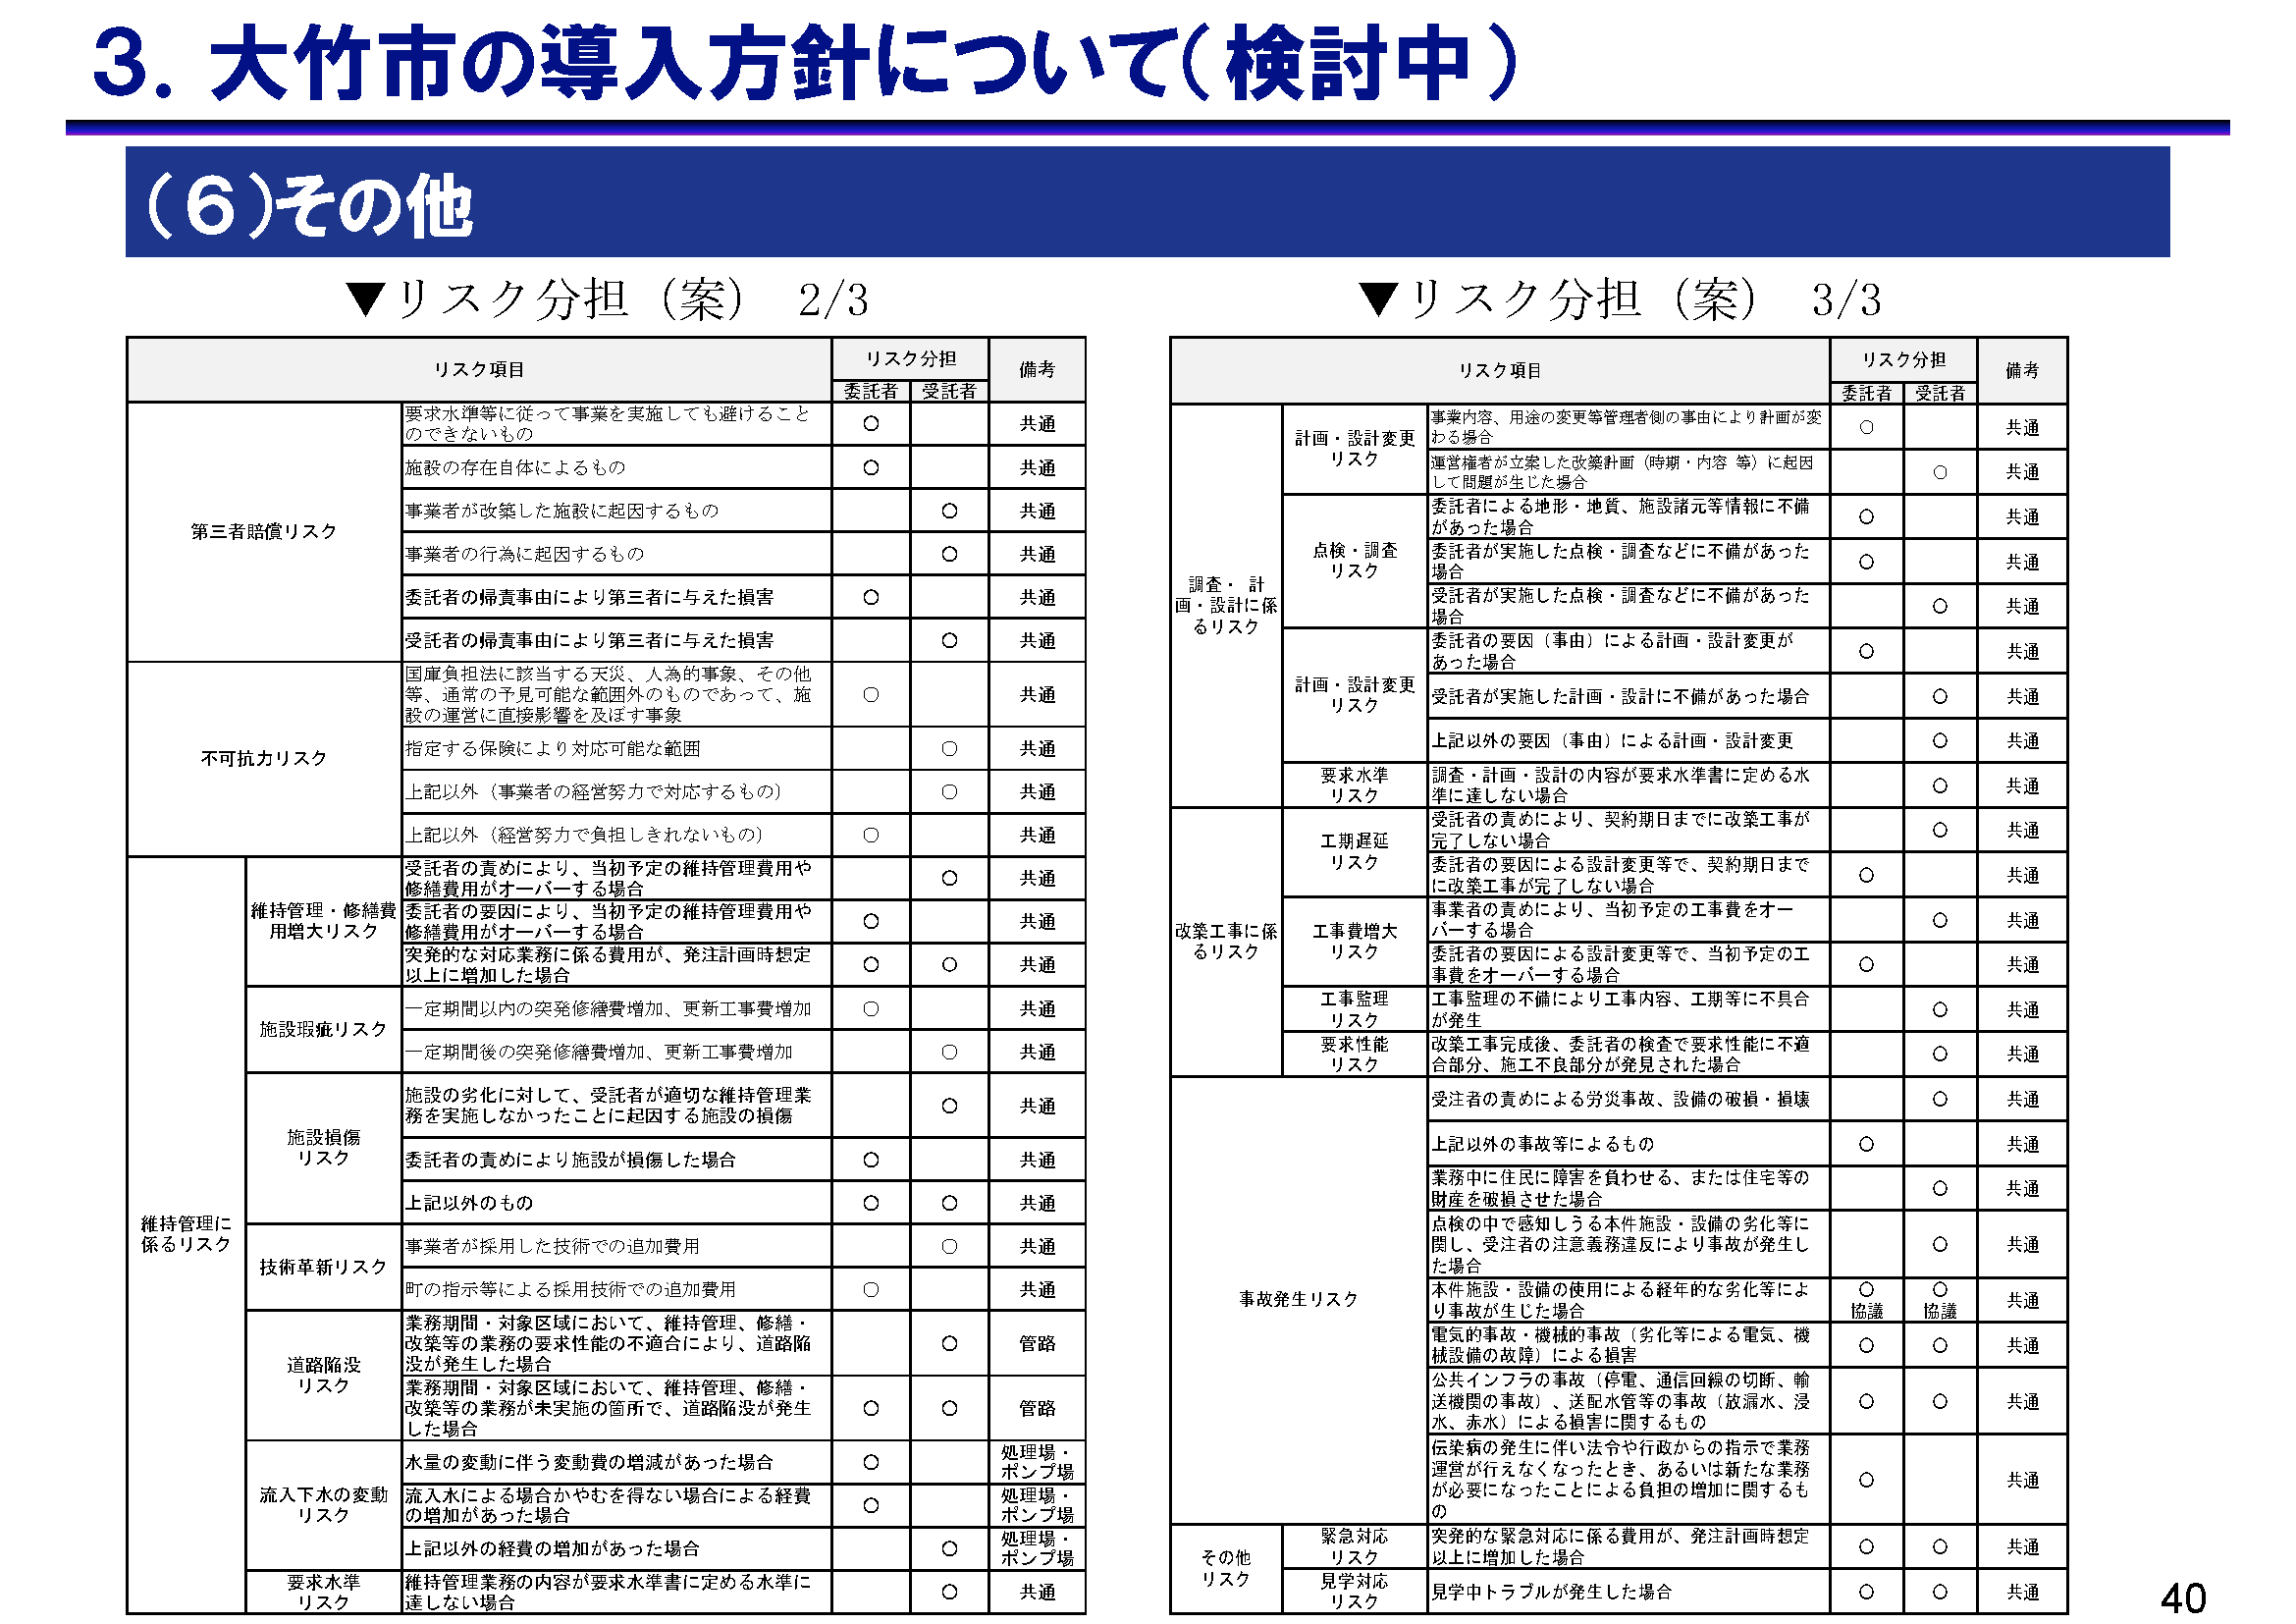 ３．大竹市の導入方針について（検討中）
（６）その他
▼リスク分担（案） 2/3
リスク項目
リスク分担
備考
委託者 受託者
第三者賠償リスク
要求水準等に従って事業を実施しても避けること
のできないもの
○ 共通
施設の存在自体によるもの ○ 共通
事業者が改築した施設に起因するもの ○ 共通
事業者の行為に起因するもの ○ 共通
委託者の帰責事由により第三者に与えた損害 ○ 共通
受託者の帰責事由により第三者に与えた損害 ○ 共通
不可抗力リスク
国庫負担法に該当する天災、人為的事象、その他
等、通常の予見可能な範囲外のものであって、施
設の運営に直接影響を及ぼす事象
○ 共通
指定する保険により対応可能な範囲 ○ 共通
上記以外（事業者の経営努力で対応するもの） ○ 共通
上記以外（経営努力で負担しきれないもの） ○ 共通
維持管理に
係るリスク
維持管理・修繕費
用増大リスク
受託者の責めにより、当初予定の維持管理費用や
修繕費用がオーバーする場合
○ 共通
委託者の要因により、当初予定の維持管理費用や
修繕費用がオーバーする場合
○ 共通
突発的な対応業務に係る費用が、発注計画時想定
以上に増加した場合
○ ○ 共通
施設瑕疵リスク
一定期間以内の突発修繕費増加、更新工事費増加 ○ 共通
一定期間後の突発修繕費増加、更新工事費増加 ○ 共通
施設損傷
リスク
施設の劣化に対して、受託者が適切な維持管理業
務を実施しなかったことに起因する施設の損傷
○ 共通
委託者の責めにより施設が損傷した場合 ○ 共通
上記以外のもの ○ ○ 共通
技術革新リスク
事業者が採用した技術での追加費用 ○ 共通
町の指示等による採用技術での追加費用 ○ 共通
道路陥没
リスク
業務期間・対象区域において、維持管理、修繕・
改築等の業務の要求性能の不適合により、道路陥
没が発生した場合
○ 管路
業務期間・対象区域において、維持管理、修繕・
改築等の業務が未実施の箇所で、道路陥没が発生
した場合
○ ○ 管路
流入下水の変動
リスク
水量の変動に伴う変動費の増減があった場合 ○
処理場・
ポンプ場
流入水による場合かやむを得ない場合による経費
の増加があった場合
○
処理場・
ポンプ場
上記以外の経費の増加があった場合 ○
処理場・
ポンプ場
要求水準
リスク
維持管理業務の内容が要求水準書に定める水準に
達しない場合
○ 共通
▼リスク分担（案） 3/3
リスク項目
リスク分担
備考
委託者 受託者
調査・ 計
画・設計に係
るリスク
計画・設計変更
リスク
事業内容、用途の変更等管理者側の事由により計画が変
わる場合
○ 共通
運営権者が立案した改築計画（時期・内容 等）に起因
して問題が生じた場合
○ 共通
点検・調査
リスク
委託者による地形・地質、施設諸元等情報に不備
があった場合
○ 共通
委託者が実施した点検・調査などに不備があった
場合
○ 共通
受託者が実施した点検・調査などに不備があった
場合
○ 共通
計画・設計変更
リスク
委託者の要因（事由）による計画・設計変更が
あった場合
○ 共通
受託者が実施した計画・設計に不備があった場合 ○ 共通
上記以外の要因（事由）による計画・設計変更 ○ 共通
要求水準
リスク
調査・計画・設計の内容が要求水準書に定める水
準に達しない場合
○ 共通
改築工事に係
るリスク
工期遅延
リスク
受託者の責めにより、契約期日までに改築工事が
完了しない場合
○ 共通
委託者の要因による設計変更等で、契約期日まで
に改築工事が完了しない場合
○ 共通
工事費増大
リスク
事業者の責めにより、当初予定の工事費をオー
バーする場合
○ 共通
委託者の要因による設計変更等で、当初予定の工
事費をオーバーする場合
○ 共通
工事監理
リスク
工事監理の不備により工事内容、工期等に不具合
が発生
○ 共通
要求性能
リスク
改築工事完成後、委託者の検査で要求性能に不適
合部分、施工不良部分が発見された場合
○ 共通
事故発生リスク
受注者の責めによる労災事故、設備の破損・損壊 ○ 共通
上記以外の事故等によるもの ○ 共通
業務中に住民に障害を負わせる、または住宅等の
財産を破損させた場合
○ 共通
点検の中で感知しうる本件施設・設備の劣化等に
関し、受注者の注意義務違反により事故が発生し
た場合
○ 共通
本件施設・設備の使用による経年的な劣化等によ
り事故が生じた場合
○ ○ 共通
協議 協議
電気的事故・機械的事故（劣化等による電気、機
械設備の故障）による損害
○ ○ 共通
公共インフラの事故（停電、通信回線の切断、輸
送機関の事故）、送配水管等の事故（放漏水、浸
水、赤水）による損害に関するもの
○ ○ 共通
伝染病の発生に伴い法令や行政からの指示で業務
運営が行えなくなったとき、あるいは新たな業務
が必要になったことによる負担の増加に関するも
の
○ 共通
その他
リスク
緊急対応
リスク
突発的な緊急対応に係る費用が、発注計画時想定
以上に増加した場合
○ ○ 共通
見学対応
リスク
見学中トラブルが発生した場合 ○ ○ 共通
40